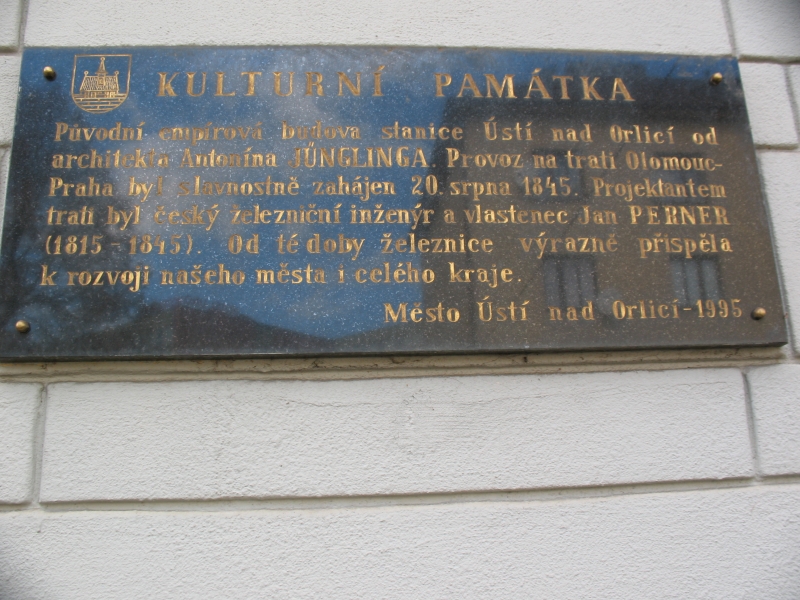 KULTURNÍ PAMÁTKA
Původní empírová budova stanice Ústí nad Orlicí od
architekta Antonína JŰNGLINGA. Provoz na trati Olomouc-
Praha byl slavnostně zahájen 20. srpna 1845. Projektantem
trati byl český železniční inženýr a vlastenec Jan PERNER
(1815-1845). Od té doby železnice výrazně přispěla
k rozvoji našeho města i celého kraje.
Město Ústí nad Orlicí-1995